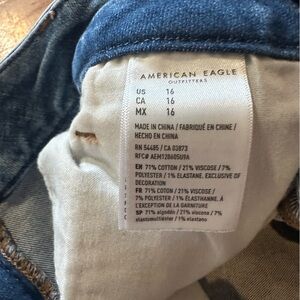 AMERICAN EAGLE
OUTFITTERS
US 16
CA 16
MX 16
MADE IN CHINA / FABRIQUÉ EN CHINE /
HECHO EN CHINA
RN 54485 / CA 03873
RFC# AEM128605U9A
EN 71% COTTON / 21% VISCOSE / 7%
POLYESTER / 1% ELASTANE, EXCLUSIVE OF
DECORATION
FR 71% COTON / 21% VISCOSE /
7% POLYESTER / 1% ÉLASTHANNE, À
L'EXCEPTION DE LA GARNITURE
SP 71% algodón / 21% viscosa / 7%
elastomultiester / 1% elastano